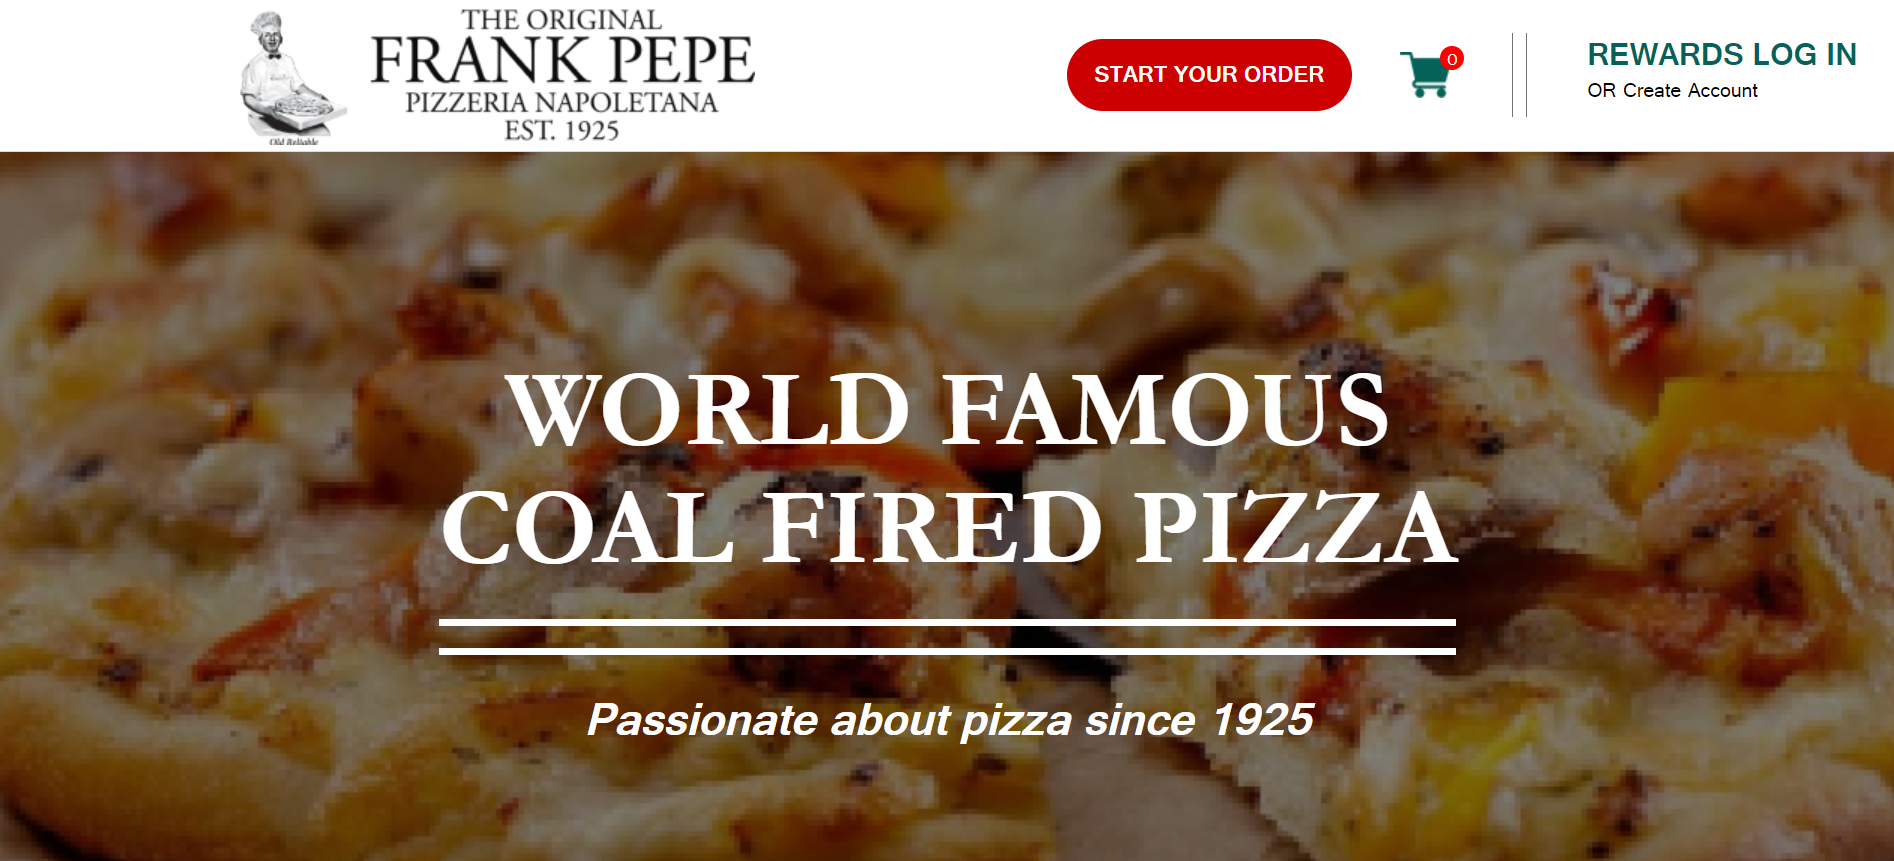 THE ORIGINAL
FRANK PEPE
PIZZERIA NAPOLETANA
EST. 1925
Old Reliable
START YOUR ORDER
0
REWARDS LOG IN
OR Create Account
WORLD FAMOUS
COAL FIRED PIZZA
Passionate about pizza since 1925